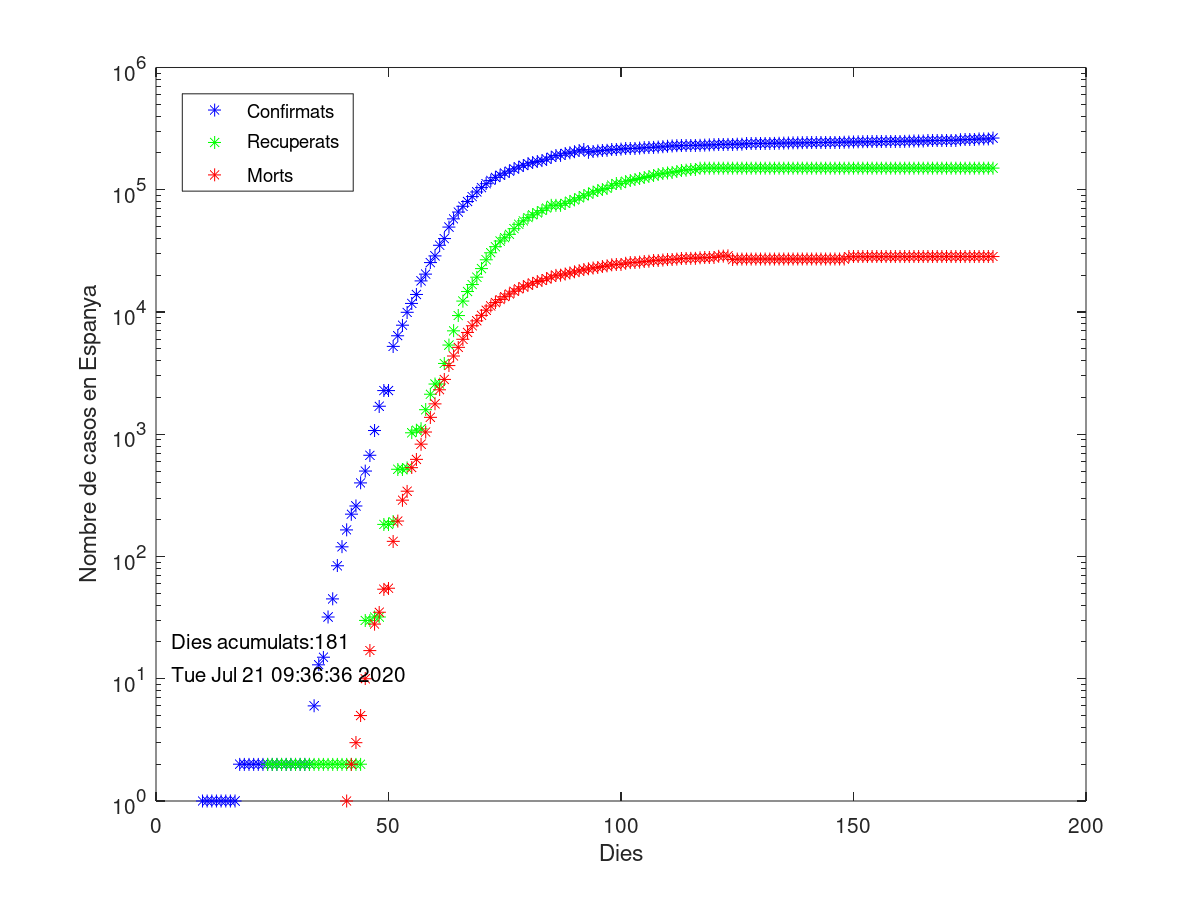 10^6
10^5
10^4
10^3
10^2
10^1
10^0
Nombre de casos en Espanya
Confirmats
Recuperats
Morts
Dies acumulats:181
Tue Jul 21 09:36:36 2020
0 50 100 150 200
Dies